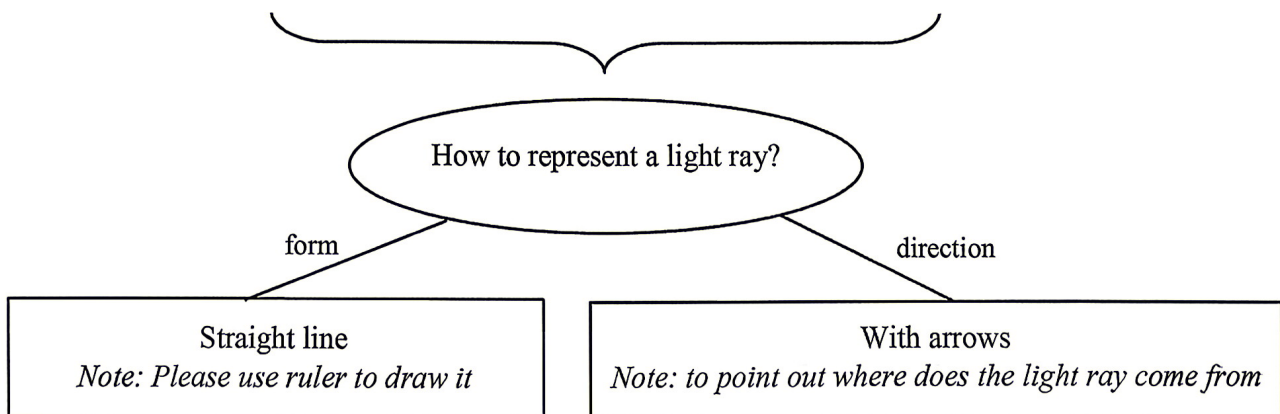 How to represent a light ray?
form
direction
Straight line
Note: Please use ruler to draw it
With arrows
Note: to point out where does the light ray come from